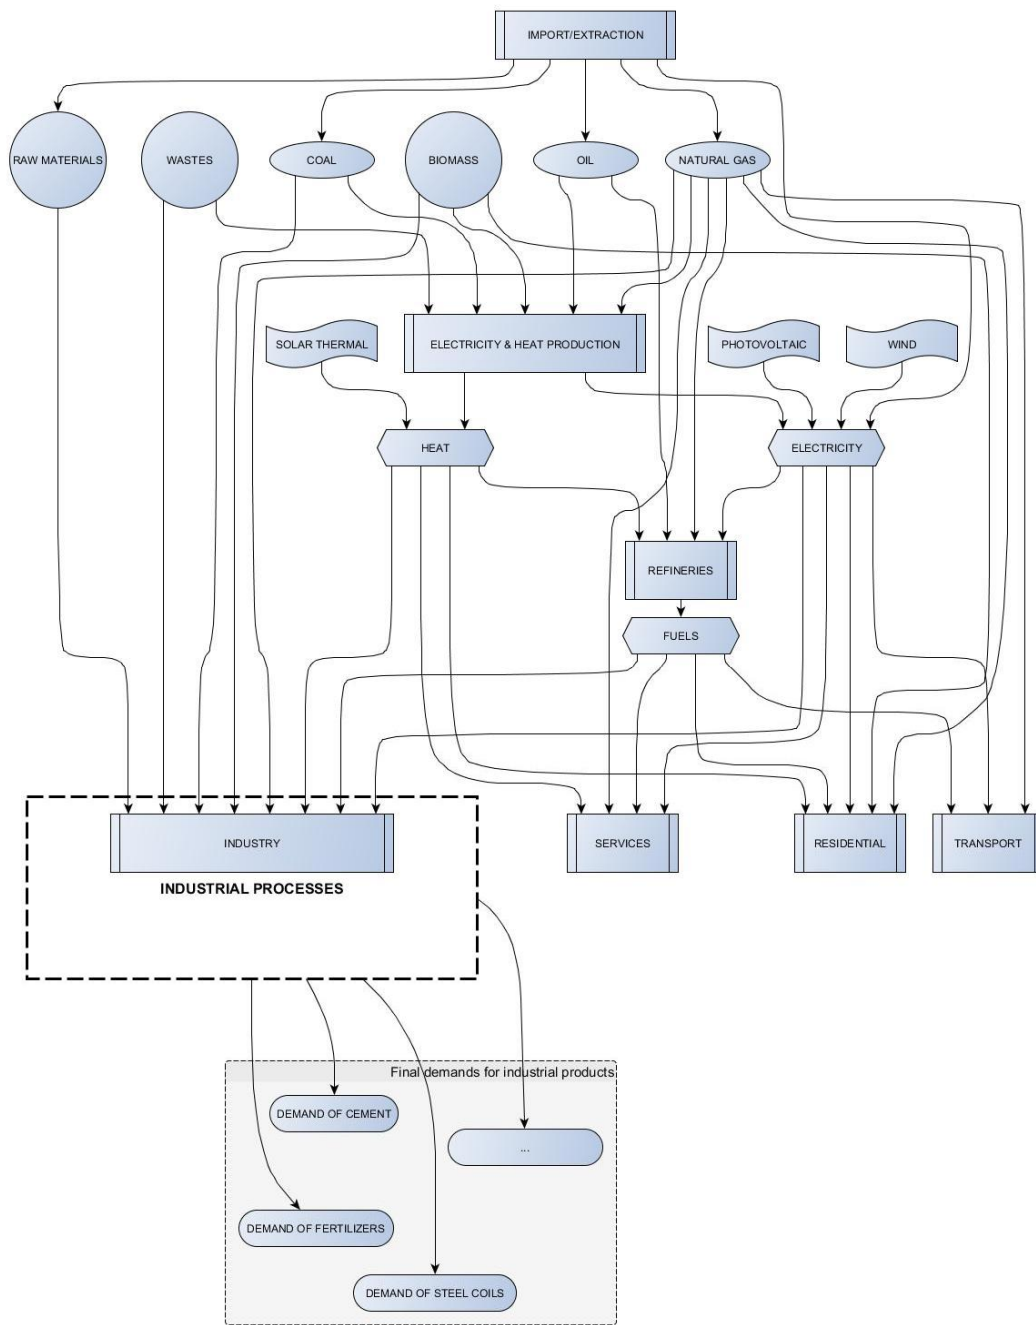 IMPORT/EXTRACTION
RAW MATERIALS
WASTES
COAL
BIOMASS
OIL
NATURAL GAS
SOLAR THERMAL
ELECTRICITY & HEAT PRODUCTION
PHOTOVOLTAIC
WIND
HEAT
ELECTRICITY
REFINERIES
FUELS
INDUSTRY
SERVICES
RESIDENTIAL
TRANSPORT
INDUSTRIAL PROCESSES
Final demands for industrial products
DEMAND OF CEMENT
...
DEMAND OF FERTILIZERS
DEMAND OF STEEL COILS